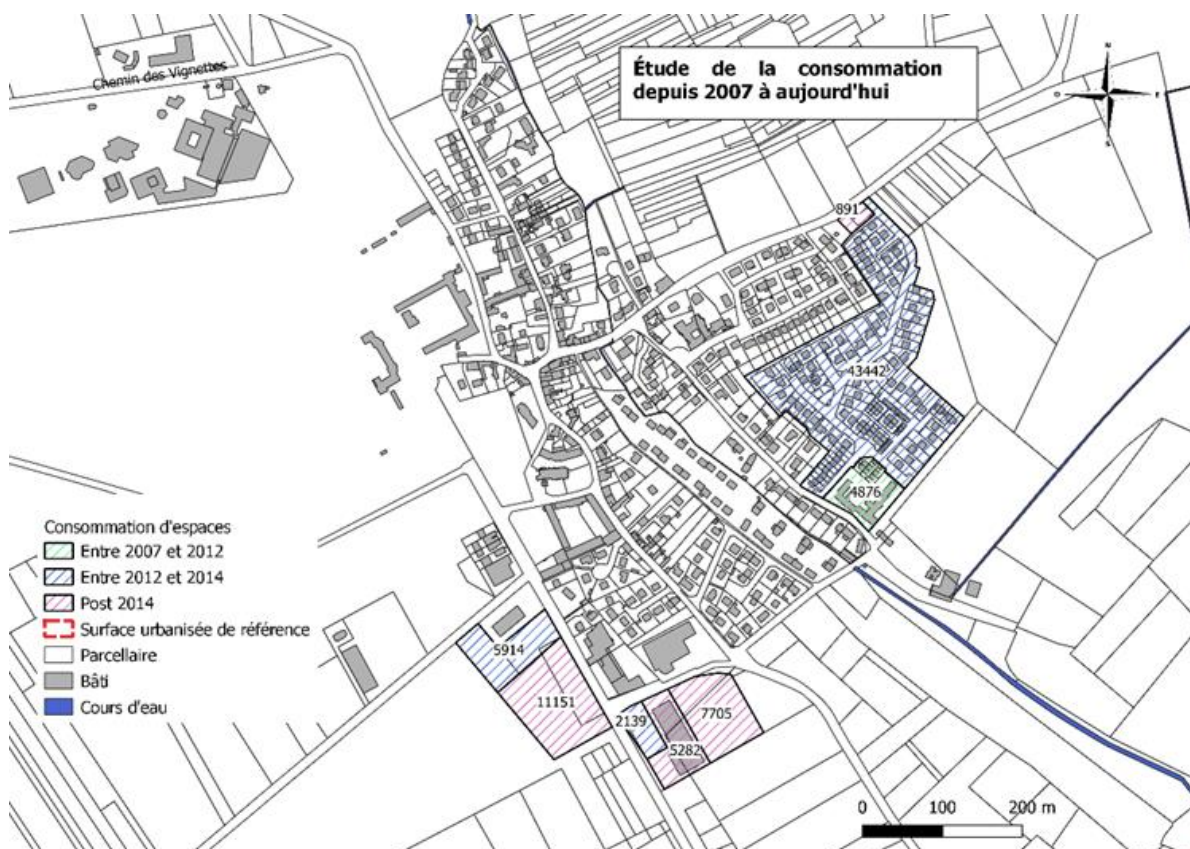 Étude de la consommation
depuis 2007 à aujourd'hui
N
O
E
S
Chemin des Vignettes
891
43442
4876
Consommation d'espaces
Entre 2007 et 2012
Entre 2012 et 2014
Post 2014
Surface urbanisée de référence
Parcellaire
Bâti
Cours d'eau
5914
11151
2139
5282
7705
0 100 200 m